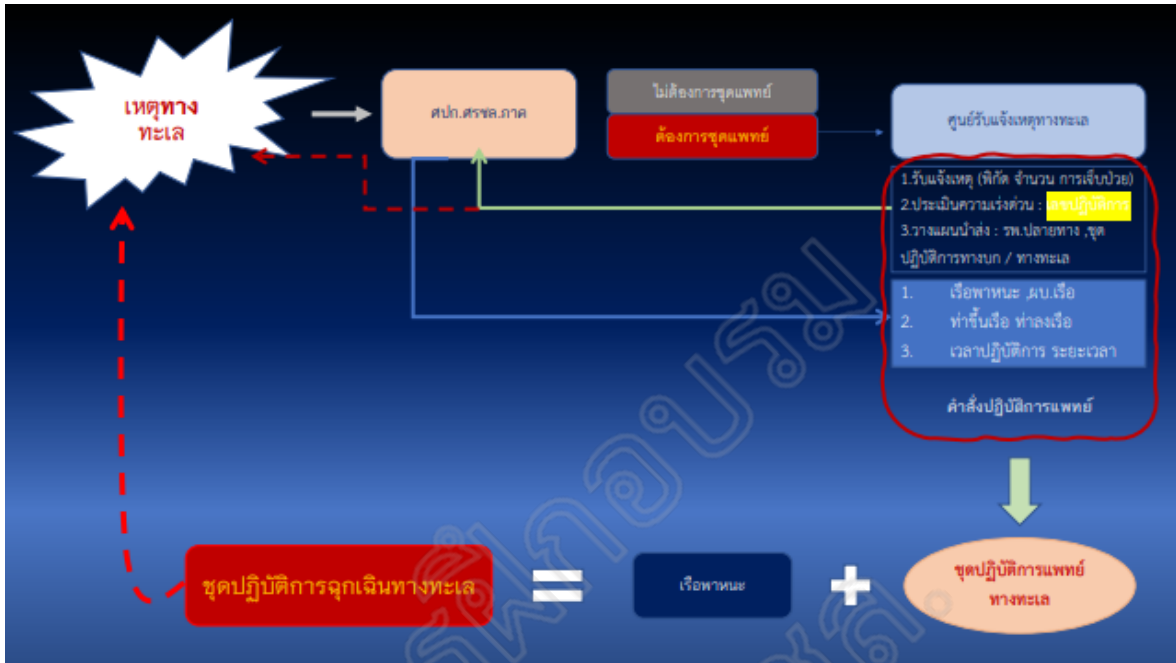 เหตุทาง
ทะเล
ศปก.ศรชล.ภาค
ไม่ต้องการชุดแพทย์
ต้องการชุดแพทย์
ศูนย์รับแจ้งเหตุทางทะเล
1.รับแจ้งเหตุ (พิกัด จำนวน การเจ็บป่วย)
2.ประเมินความเร่งด่วน : เลขปฏิบัติการ
3.วางแผนนำส่ง : รพ.ปลายทาง ,ชุด
ปฏิบัติการทางบก / ทางทะเล
1. เรือพาหนะ ,ผบ.เรือ
2. ท่าขึ้นเรือ ท่าลงเรือ
3. เวลาปฏิบัติการ ระยะเวลา
คำสั่งปฏิบัติการแพทย์
ชุดปฏิบัติการฉุกเฉินทางทะเล
=
เรือพาหนะ
+
ชุดปฏิบัติการแพทย์
ทางทะเล